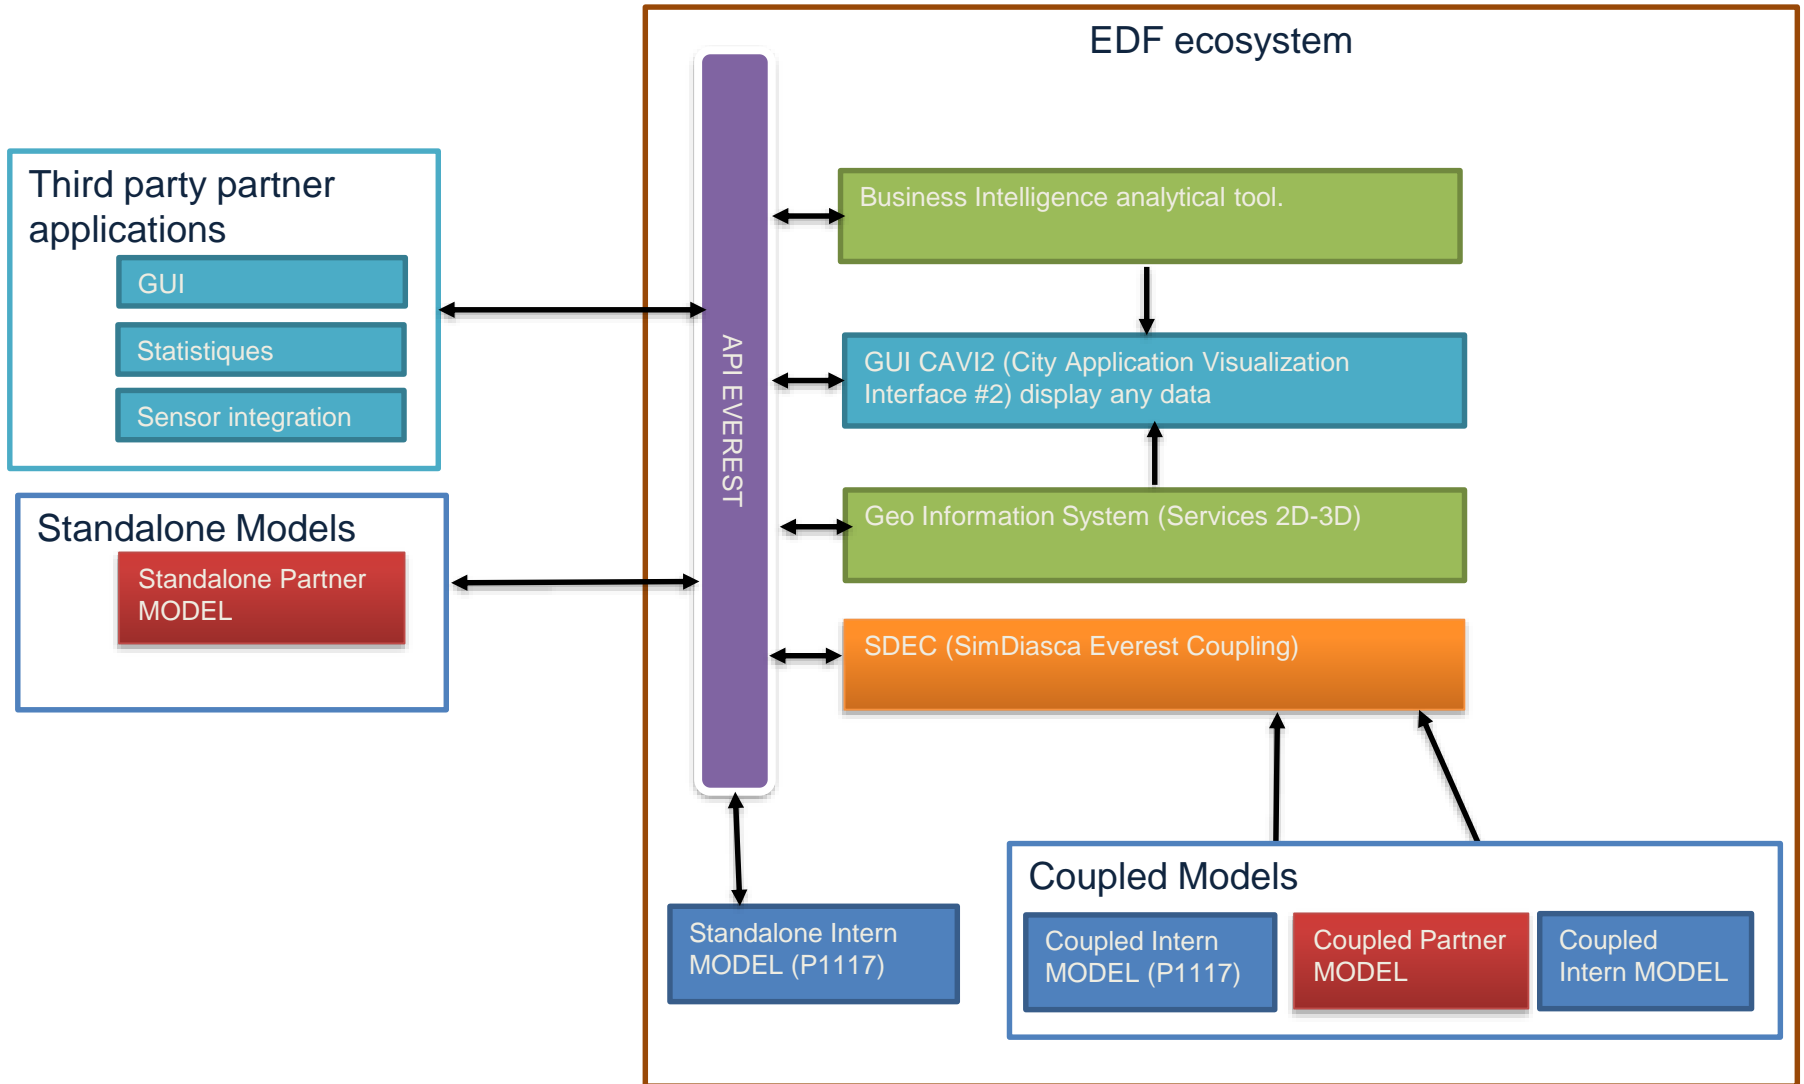 EDF ecosystem
Third party partner
applications
GUI
Statistiques
Sensor integration
Standalone Models
Standalone Partner
MODEL
API EVEREST
Business Intelligence analytical tool.
GUI CAVI2 (City Application Visualization
Interface #2) display any data
Geo Information System (Services 2D-3D)
SDEC (SimDiasca Everest Coupling)
Standalone Intern
MODEL (P1117)
Coupled Models
Coupled Intern
MODEL (P1117)
Coupled Partner
MODEL
Coupled
Intern MODEL